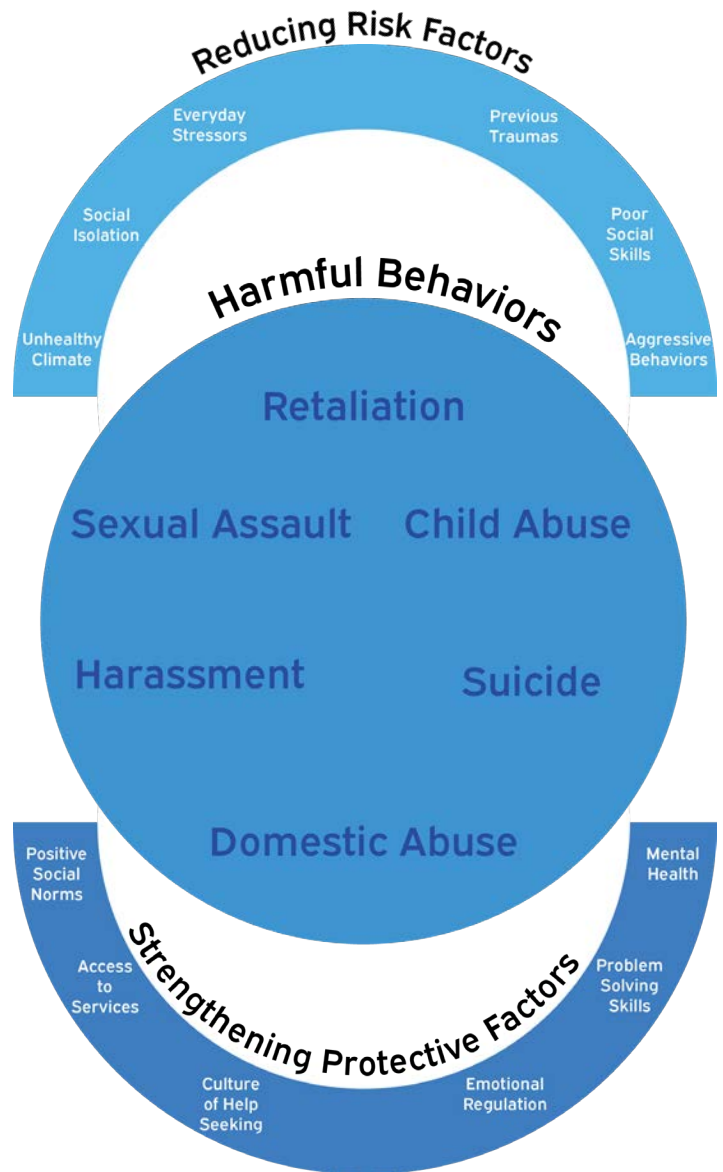 Reducing Risk Factors
Everyday
Stressors
Previous
Traumas
Social
Isolation
Poor
Social
Skills
Unhealthy
Climate
Aggressive
Behaviors
Harmful Behaviors
Retaliation
Sexual Assault
Child Abuse
Harassment
Suicide
Domestic Abuse
Positive
Social
Norms
Mental
Health
Access
to
Services
Problem
Solving
Skills
Culture
of Help
Seeking
Emotional
Regulation
Strengthening Protective Factors